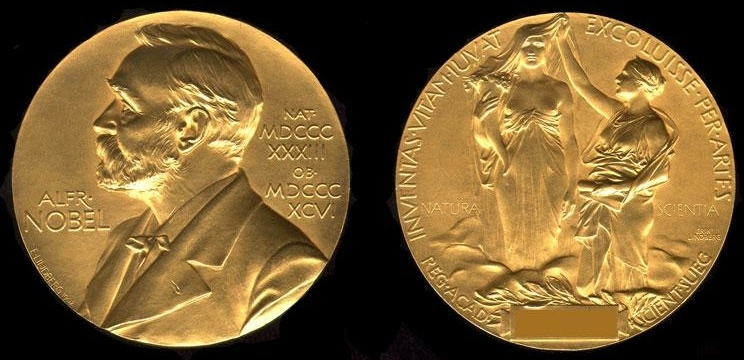 ALFR·
NOBEL
NAT·
MDCCC
XXXIII
OB·
MDCCC
XCV
E·LINDBERG
INVENTAS·VITAM·IUVAT
EXCOLUISSE·PER·ARTES
NATURA
SCIENTIA
ERIK
LINDBERG
REG·ACAD·
SCIENT·SUEC